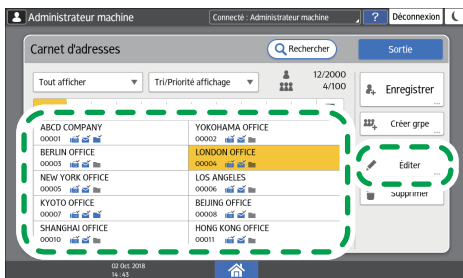 Administrateur machine
Connecté : Administrateur machine
?
Déconnexion
Carnet d'adresses
Rechercher
Sortie
Tout afficher
Tri/Priorité affichage
12/2000
4/100
Enregistrer
...
ABCD COMPANY
00001
YOKOHAMA OFFICE
00002
Créer grpe
...
BERLIN OFFICE
00003
LONDON OFFICE
00004
Éditer
...
NEW YORK OFFICE
00005
LOS ANGELES
00006
Supprimer
KYOTO OFFICE
00007
BEIJING OFFICE
00008
SHANGHAI OFFICE
00010
HONG KONG OFFICE
00011
02 Oct. 2018
14:43